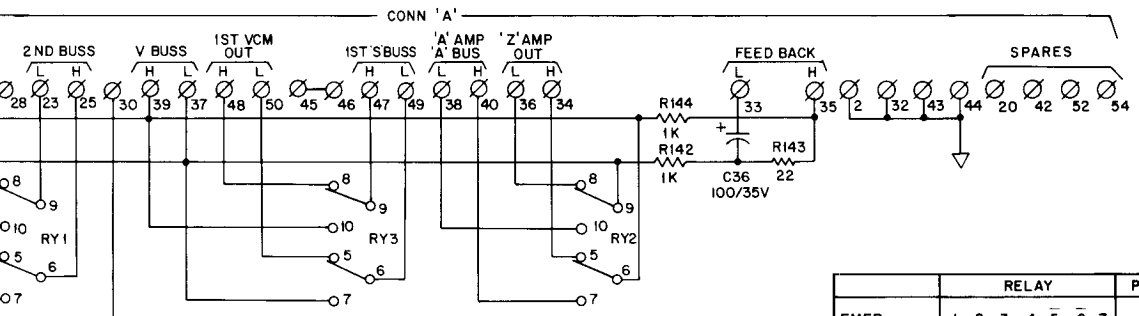 CONN 'A'
2ND BUSS V BUSS 1ST VCM OUT 1ST 'S' BUSS 'A' AMP 'A' BUS 'Z' AMP OUT FEED BACK SPARES
L H H L H L H L L H L H L H
28 23 25 30 39 37 48 50 45 46 47 49 38 40 36 34 33 35 2 32 43 44 20 42 52 54
R144
1K
R142
1K
+
C36
100/35V
R143
22
8
9
10
RY1
5
6
7
8
9
10
RY3
5
6
7
8
9
10
RY2
5
6
7
RELAY